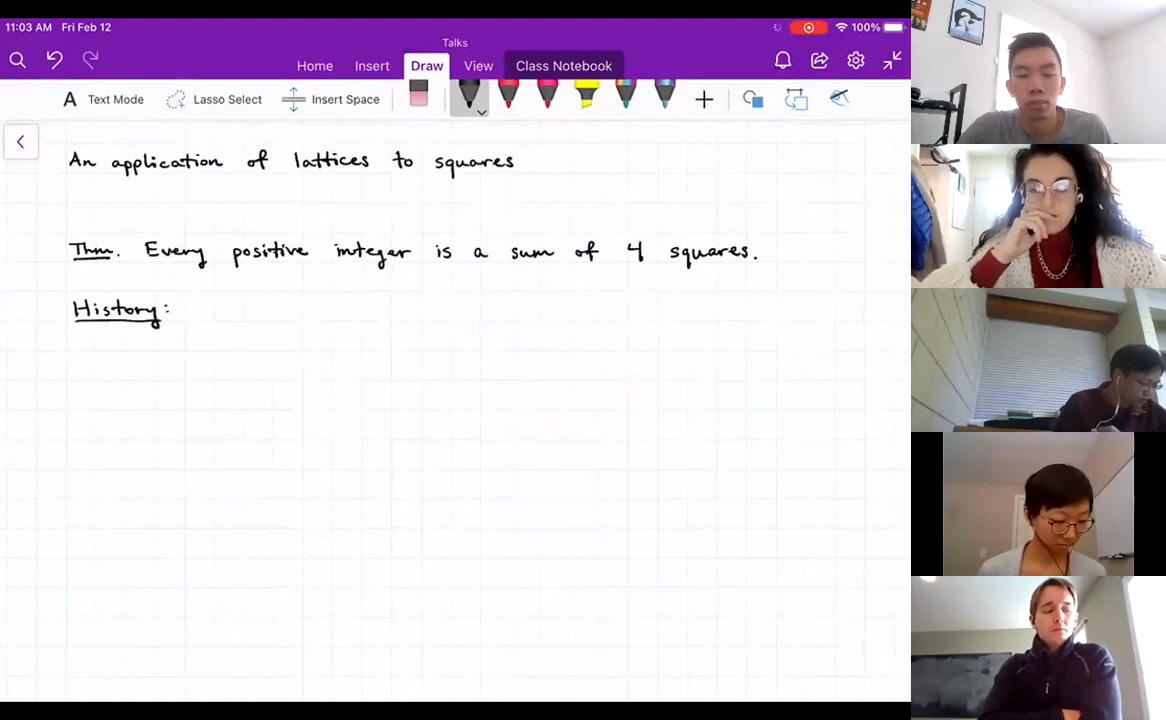 11:03 AM Fri Feb 12
100%
Talks
Home Insert Draw View Class Notebook
Text Mode Lasso Select Insert Space
An application of lattices to squares
Thm. Every positive integer is a sum of 4 squares.
History: